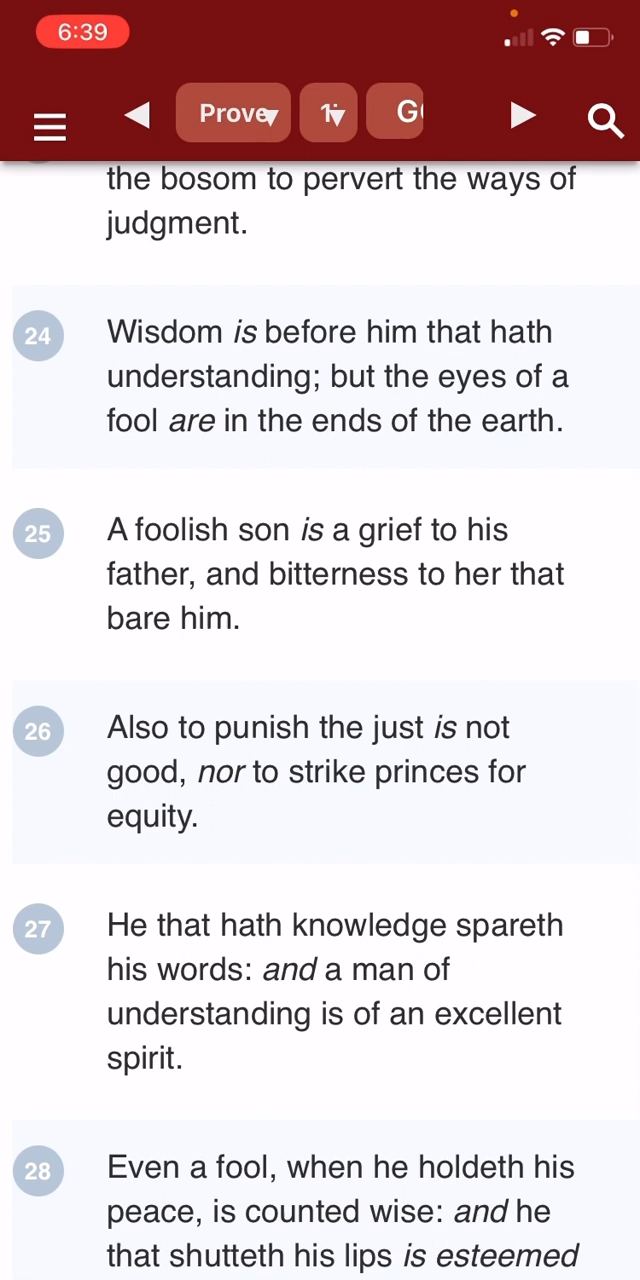 6:39
Prove
the bosom to pervert the ways of
judgment.
24
Wisdom is before him that hath
understanding; but the eyes of a
fool are in the ends of the earth.
25
A foolish son is a grief to his
father, and bitterness to her that
bare him.
26
Also to punish the just is not
good, nor to strike princes for
equity.
27
He that hath knowledge spareth
his words: and a man of
understanding is of an excellent
spirit.
28
Even a fool, when he holdeth his
peace, is counted wise: and he
that shutteth his lips is esteemed